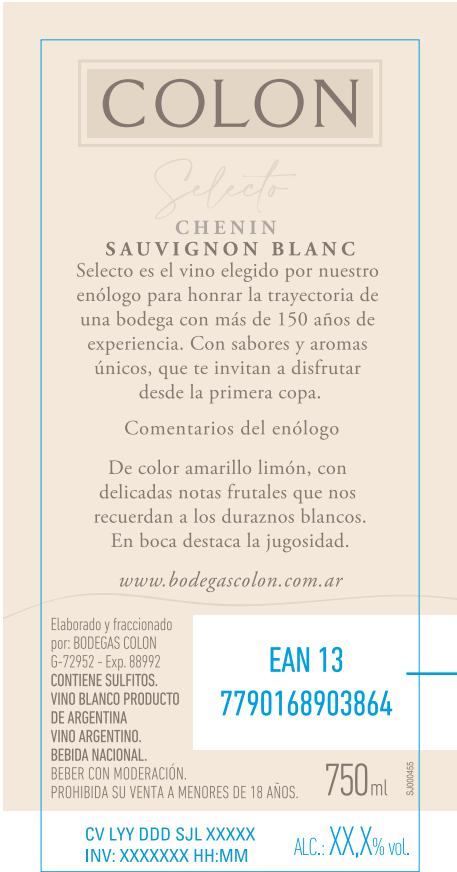 COLON
Selecto
CHENIN
SAUVIGNON BLANC
Selecto es el vino elegido por nuestro
enólogo para honrar la trayectoria de
una bodega con más de 150 años de
experiencia. Con sabores y aromas
únicos, que te invitan a disfrutar
desde la primera copa.
Comentarios del enólogo
De color amarillo limón, con
delicadas notas frutales que nos
recuerdan a los duraznos blancos.
En boca destaca la jugosidad.
www.bodegascolon.com.ar
Elaborado y fraccionado
por: BODEGAS COLON
G-72952 - Exp. 88992
CONTIENE SULFITOS.
VINO BLANCO PRODUCTO
DE ARGENTINA
VINO ARGENTINO.
BEBIDA NACIONAL.
BEBER CON MODERACIÓN.
PROHIBIDA SU VENTA A MENORES DE 18 AÑOS.
EAN 13
7790168903864
750ml
SJ000455
CV LYY DDD SJL XXXXX
INV: XXXXXXX HH:MM
ALC.: XX,X% vol.